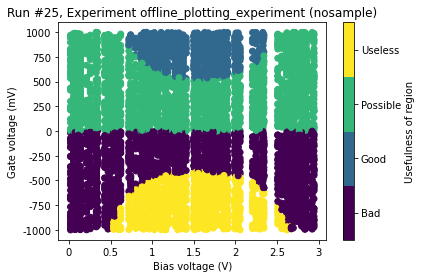 Run #25, Experiment offline_plotting_experiment (nosample)
1000
750
500
250
0
-250
-500
-750
-1000
Gate voltage (mV)
0
0.5
1
1.5
2
2.5
3
Bias voltage (V)
Useless
Possible
Good
Bad
Usefulness of region